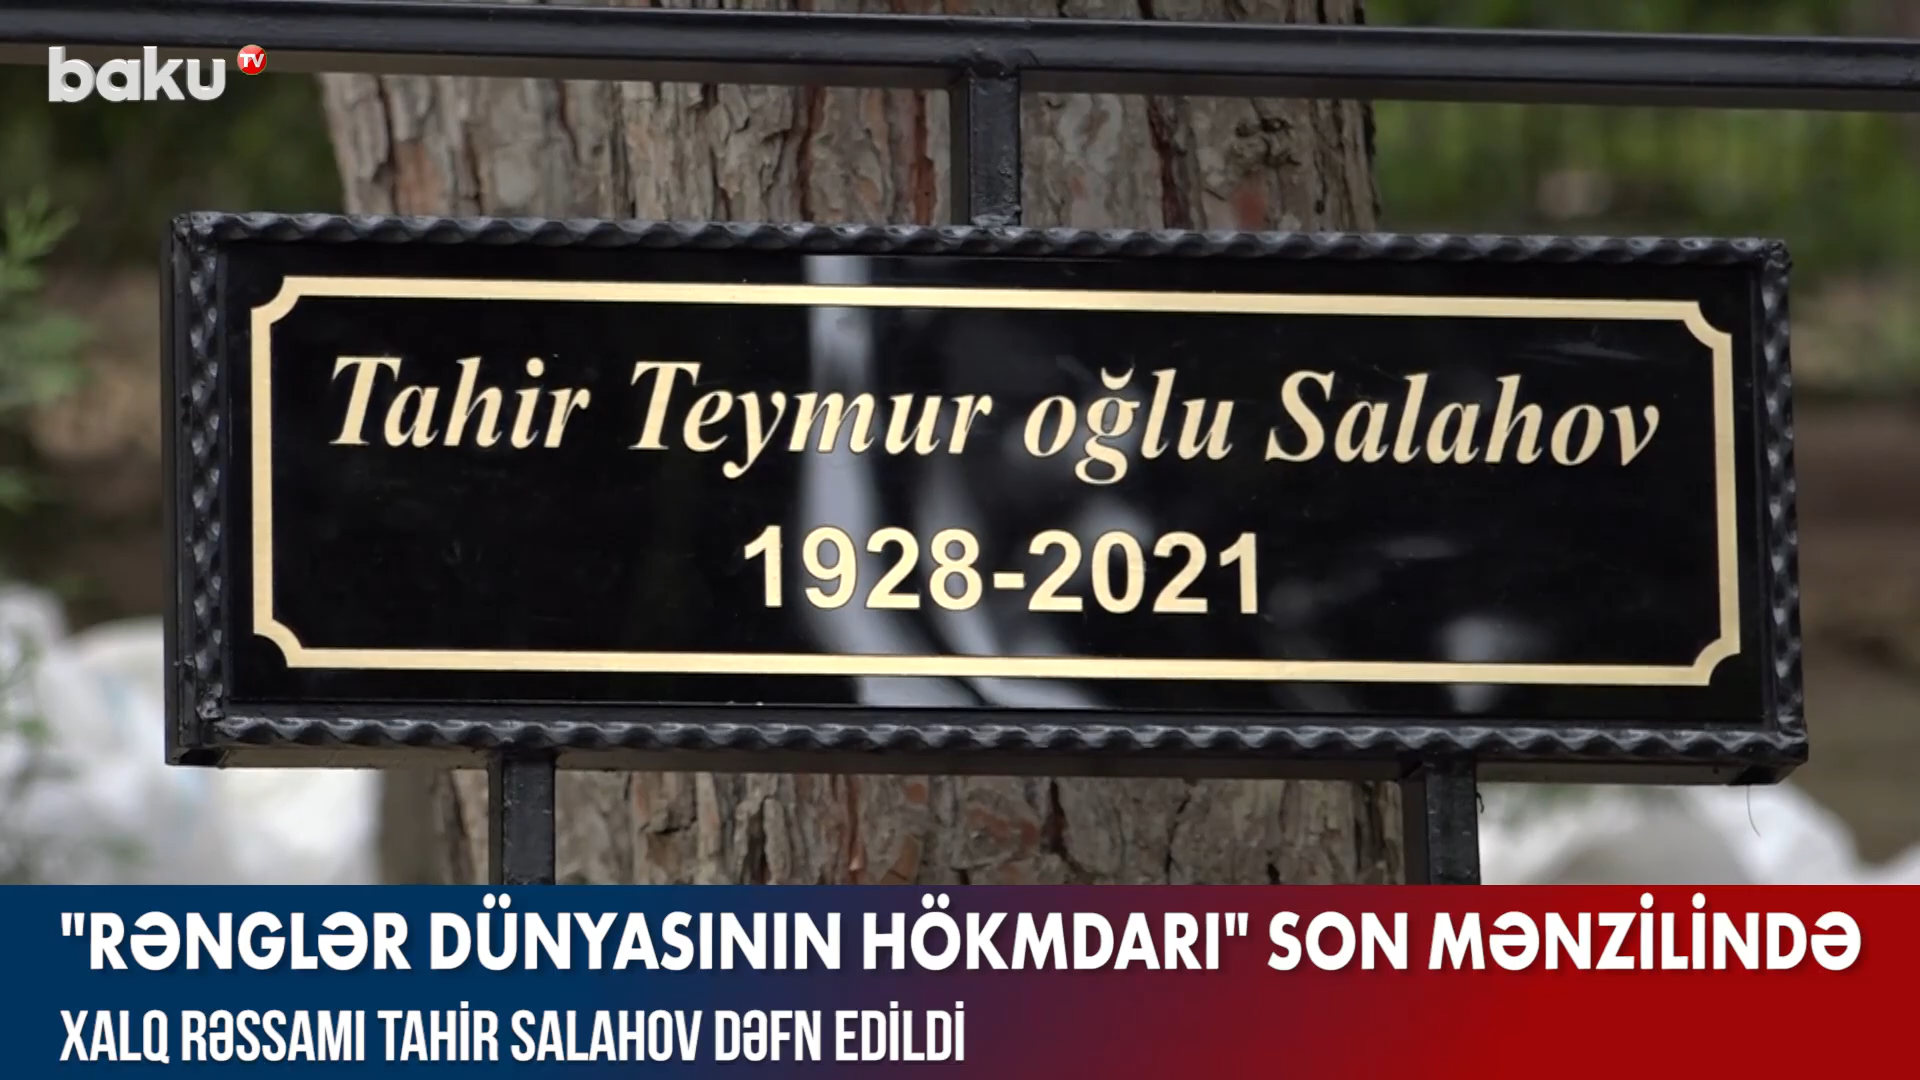 baku TV
Tahir Teymur oğlu Salahov
1928-2021
"RƏNGLƏR DÜNYASININ HÖKMDARI" SON MƏNZİLİNDƏ
XALQ RƏSSAMI TAHİR SALAHOV DƏFN EDİLDİ